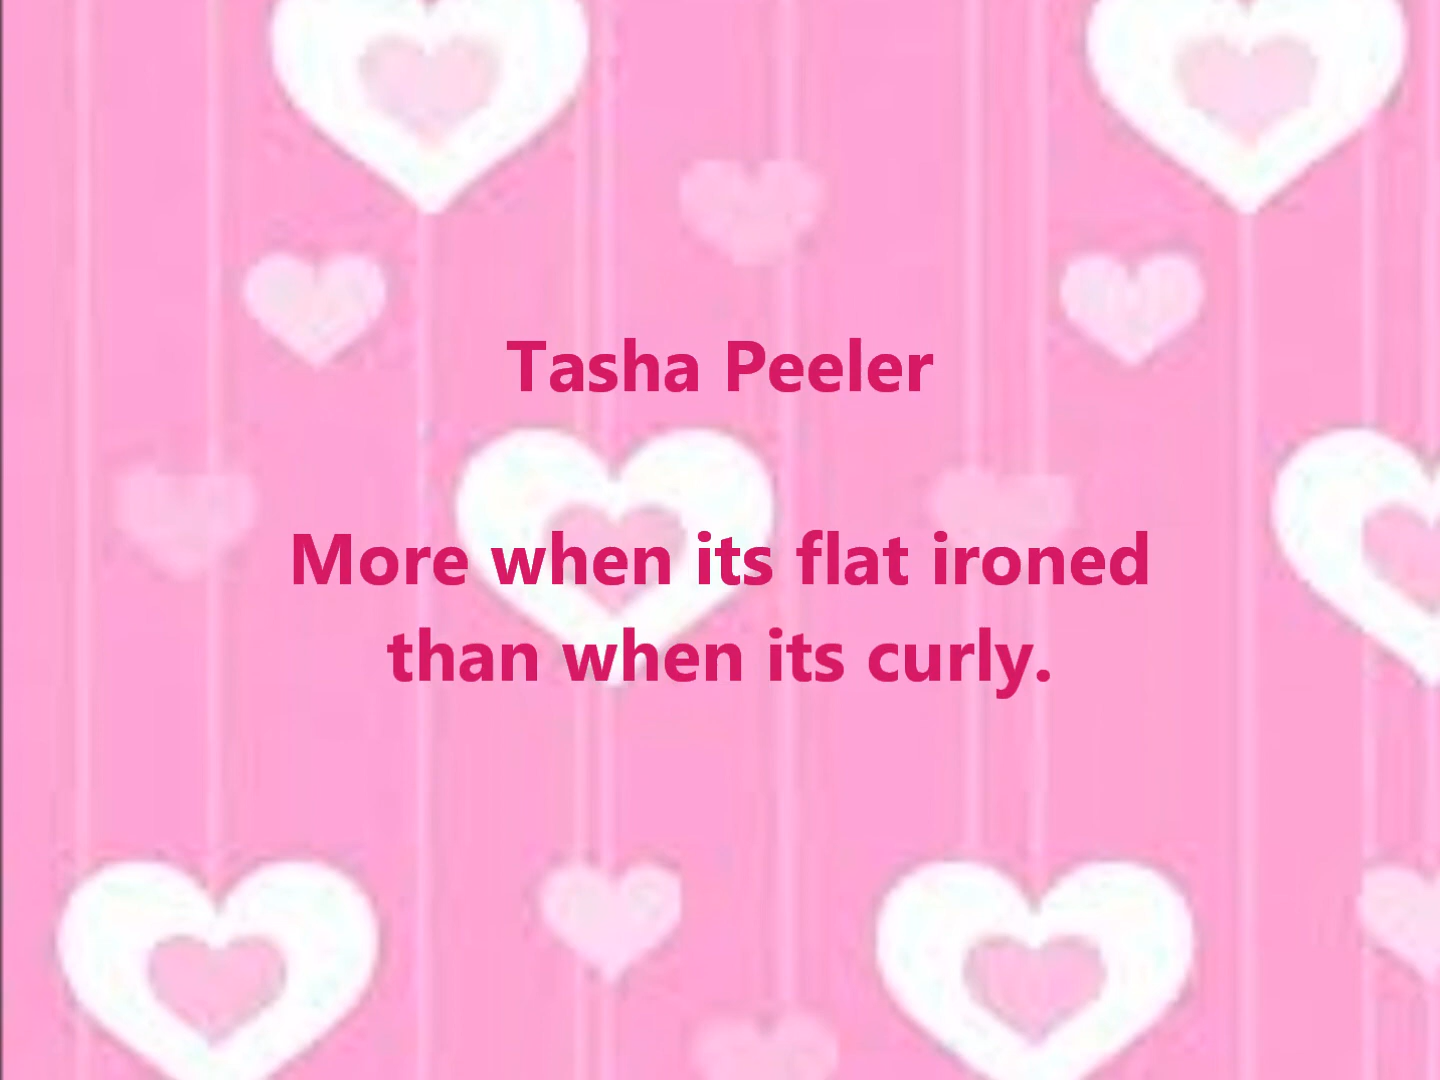 Tasha Peeler
More when its flat ironed
than when its curly.